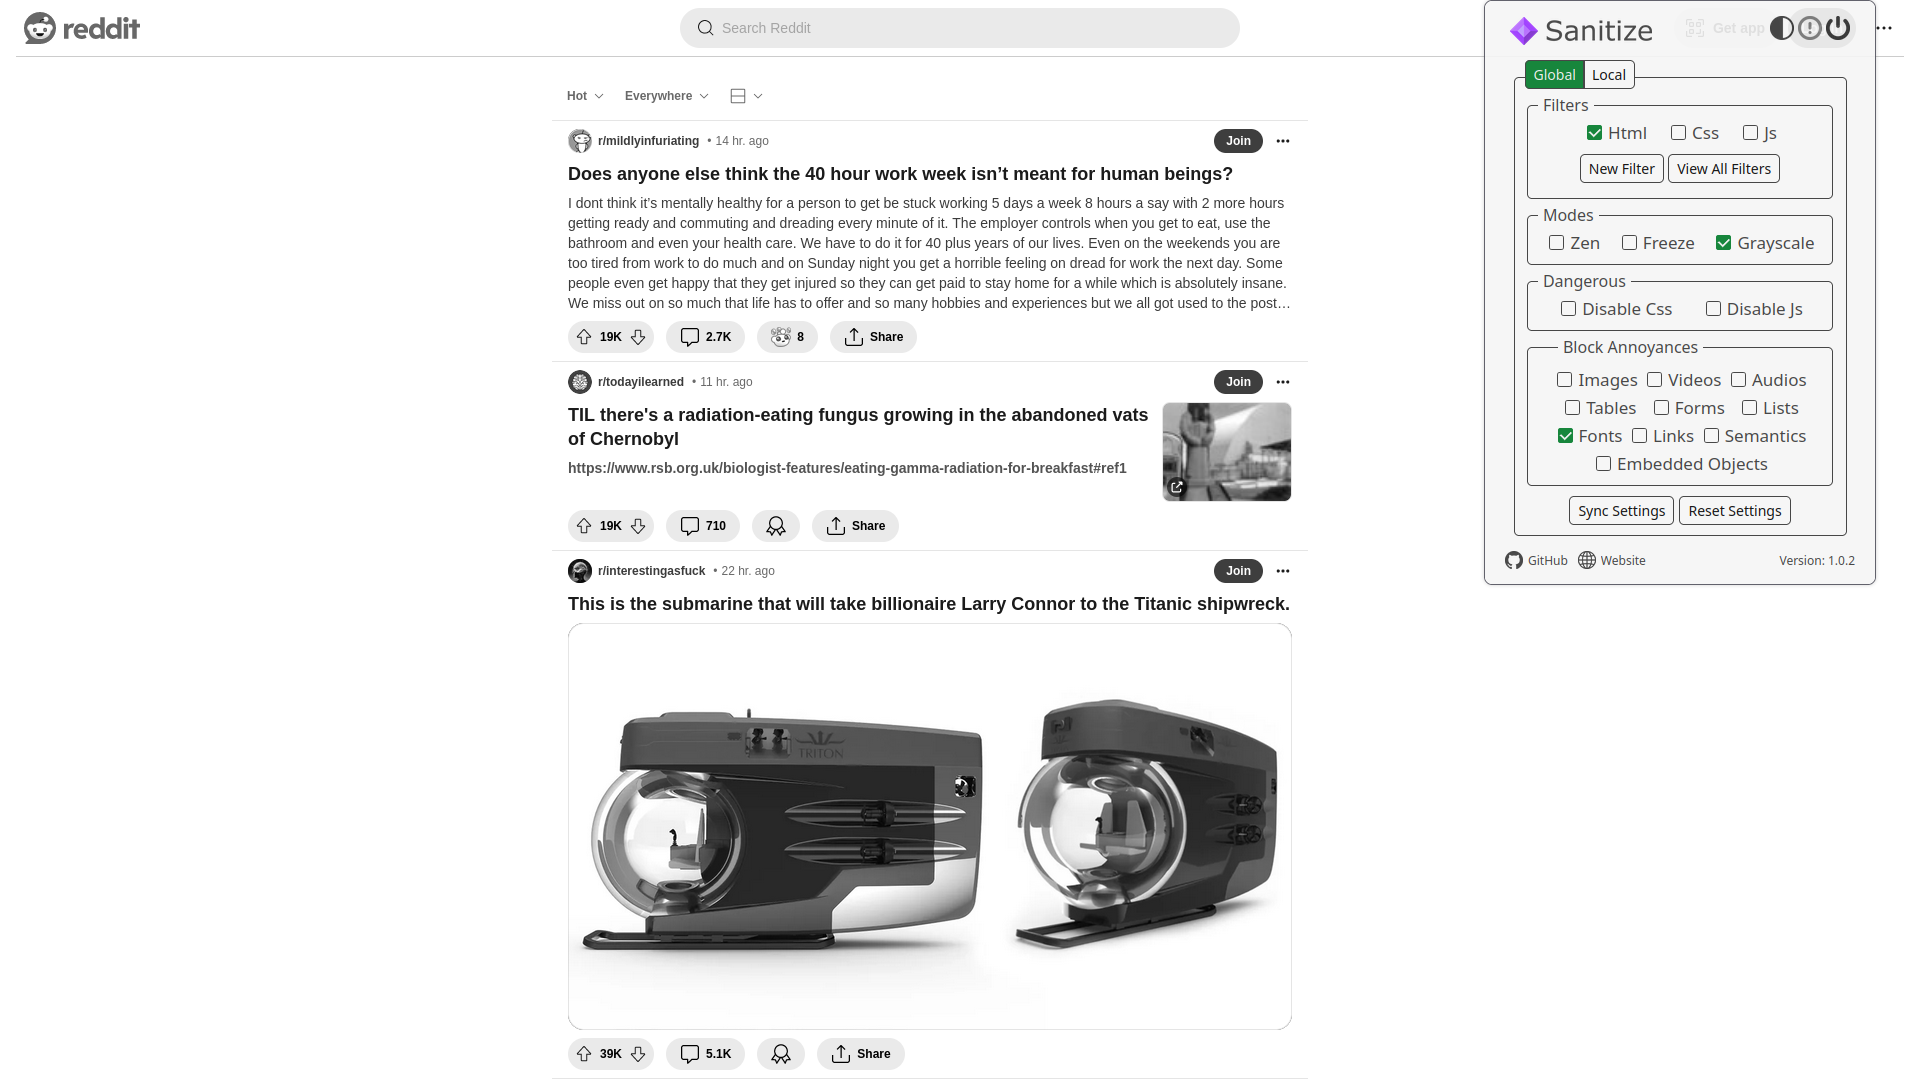 reddit
Search Reddit
Get app
Hot
Everywhere
r/mildlyinfuriating • 14 hr. ago
Join
Does anyone else think the 40 hour work week isn’t meant for human beings?
I dont think it’s mentally healthy for a person to get be stuck working 5 days a week 8 hours a say with 2 more hours
getting ready and commuting and dreading every minute of it. The employer controls when you get to eat, use the
bathroom and even your health care. We have to do it for 40 plus years of our lives. Even on the weekends you are
too tired from work to do much and on Sunday night you get a horrible feeling on dread for work the next day. Some
people even get happy that they get injured so they can get paid to stay home for a while which is absolutely insane.
We miss out on so much that life has to offer and so many hobbies and experiences but we all got used to the post…
19K 2.7K 8 Share
r/todayilearned • 11 hr. ago
Join
TIL there's a radiation-eating fungus growing in the abandoned vats
of Chernobyl
https://www.rsb.org.uk/biologist-features/eating-gamma-radiation-for-breakfast#ref1
19K 710 Share
r/interestingasfuck • 22 hr. ago
Join
This is the submarine that will take billionaire Larry Connor to the Titanic shipwreck.
TRITON
39K 5.1K Share
Sanitize
Global Local
Filters
Html Css Js
New Filter View All Filters
Modes
Zen Freeze Grayscale
Dangerous
Disable Css Disable Js
Block Annoyances
Images Videos Audios
Tables Forms Lists
Fonts Links Semantics
Embedded Objects
Sync Settings Reset Settings
GitHub Website Version: 1.0.2